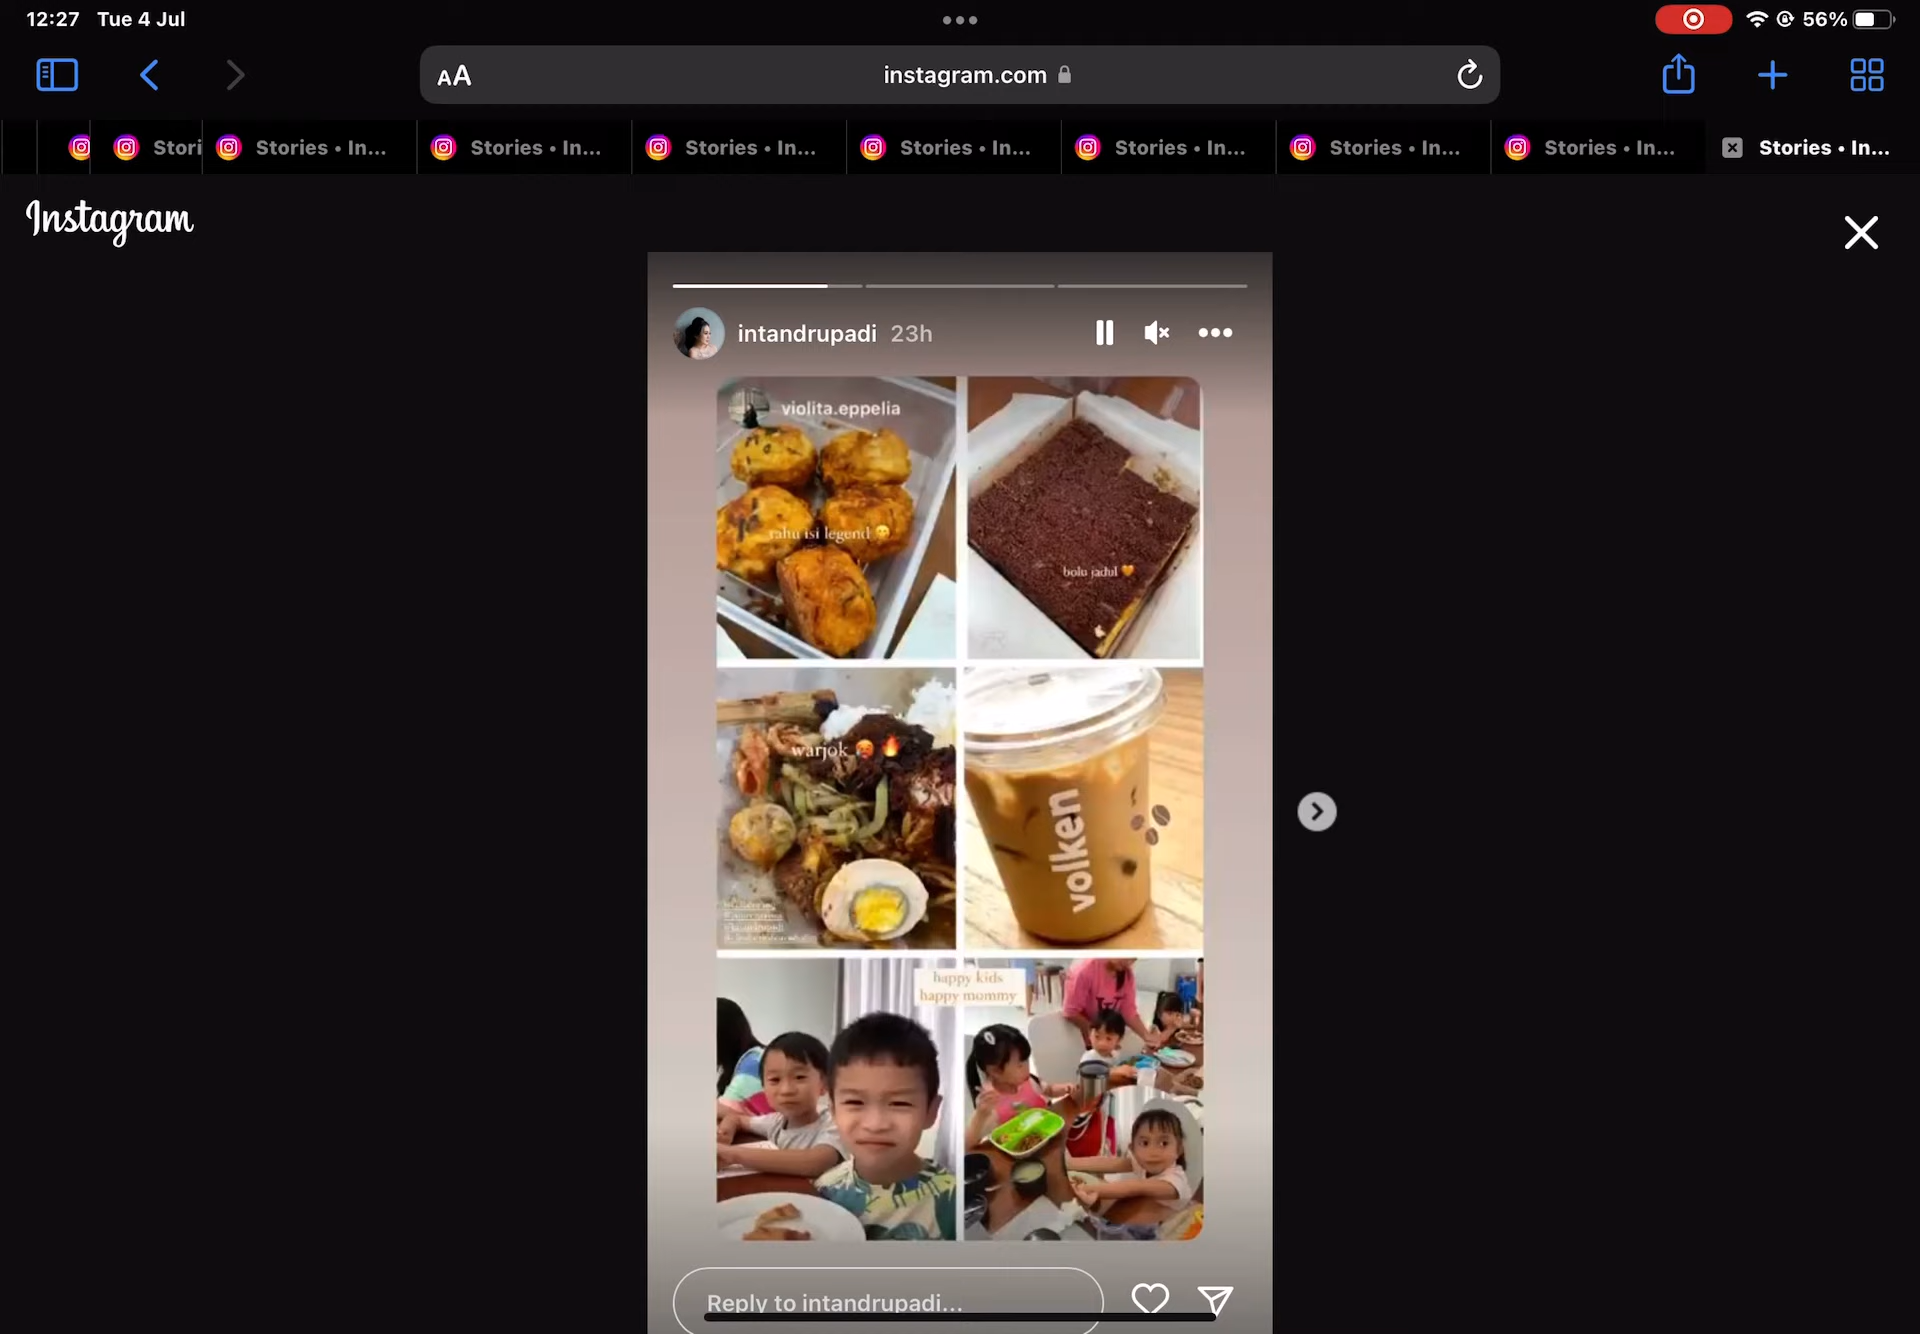 12:27 Tue 4 Jul
56%
AA
instagram.com
Stori
Stories • In...
Stories • In...
Stories • In...
Stories • In...
Stories • In...
Stories • In...
Stories • In...
Stories • In...
Instagram
intandrupadi 23h
violita.eppelia
tahu isi legend
bolu jadul
warjok
volken
happy kids
happy mommy
Reply to intandrupadi...